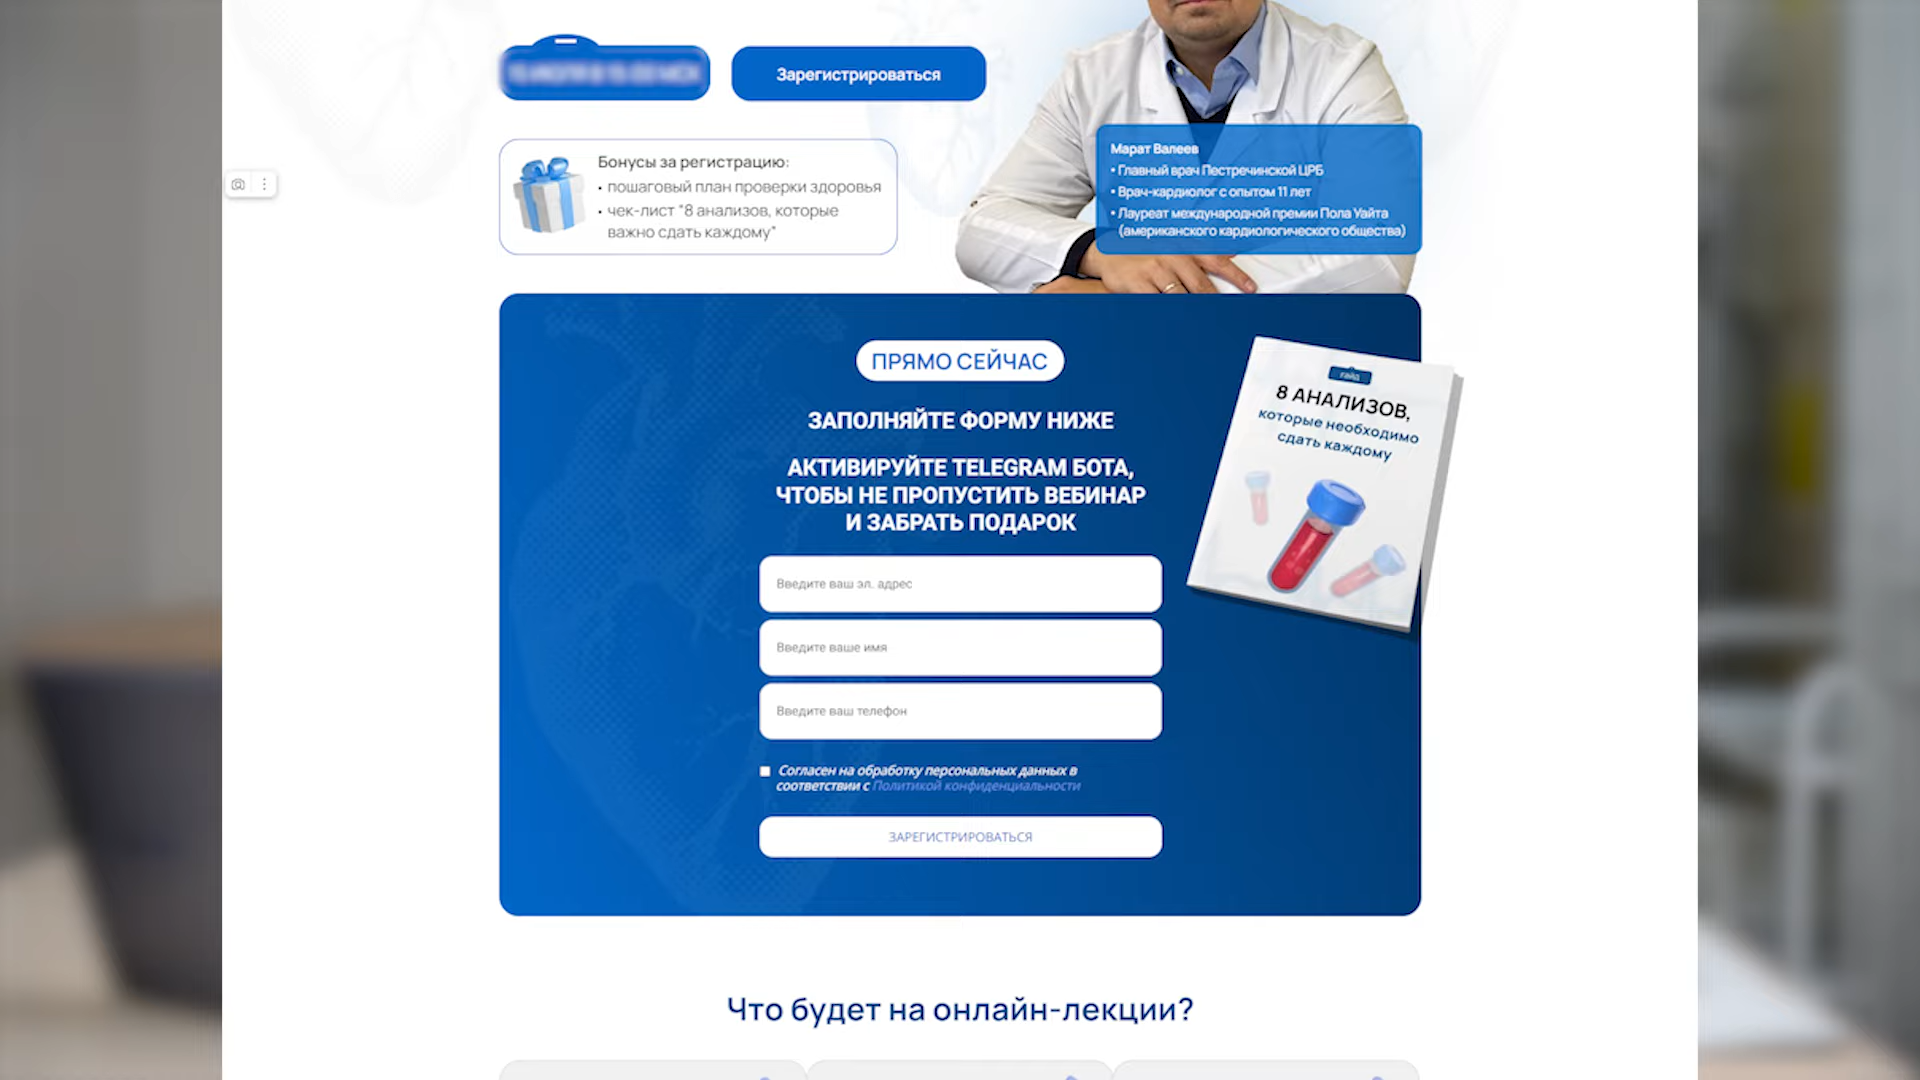 Зарегистрироваться
Бонусы за регистрацию:
• пошаговый план проверки здоровья
• чек-лист "8 анализов, которые
важно сдать каждому"
Марат Валеев
• Главный врач Пестречинской ЦРБ
• Врач-кардиолог с опытом 11 лет
• Лауреат международной премии Пола Уайта
(американского кардиологического общества)
ПРЯМО СЕЙЧАС
ЗАПОЛНЯЙТЕ ФОРМУ НИЖЕ
АКТИВИРУЙТЕ TELEGRAM БОТА,
ЧТОБЫ НЕ ПРОПУСТИТЬ ВЕБИНАР
И ЗАБРАТЬ ПОДАРОК
гайд
8 АНАЛИЗОВ,
которые необходимо
сдать каждому
Введите ваш эл. адрес
Введите ваше имя
Введите ваш телефон
Согласен на обработку персональных данных в
соответствии с Политикой конфиденциальности
ЗАРЕГИСТРИРОВАТЬСЯ
Что будет на онлайн-лекции?